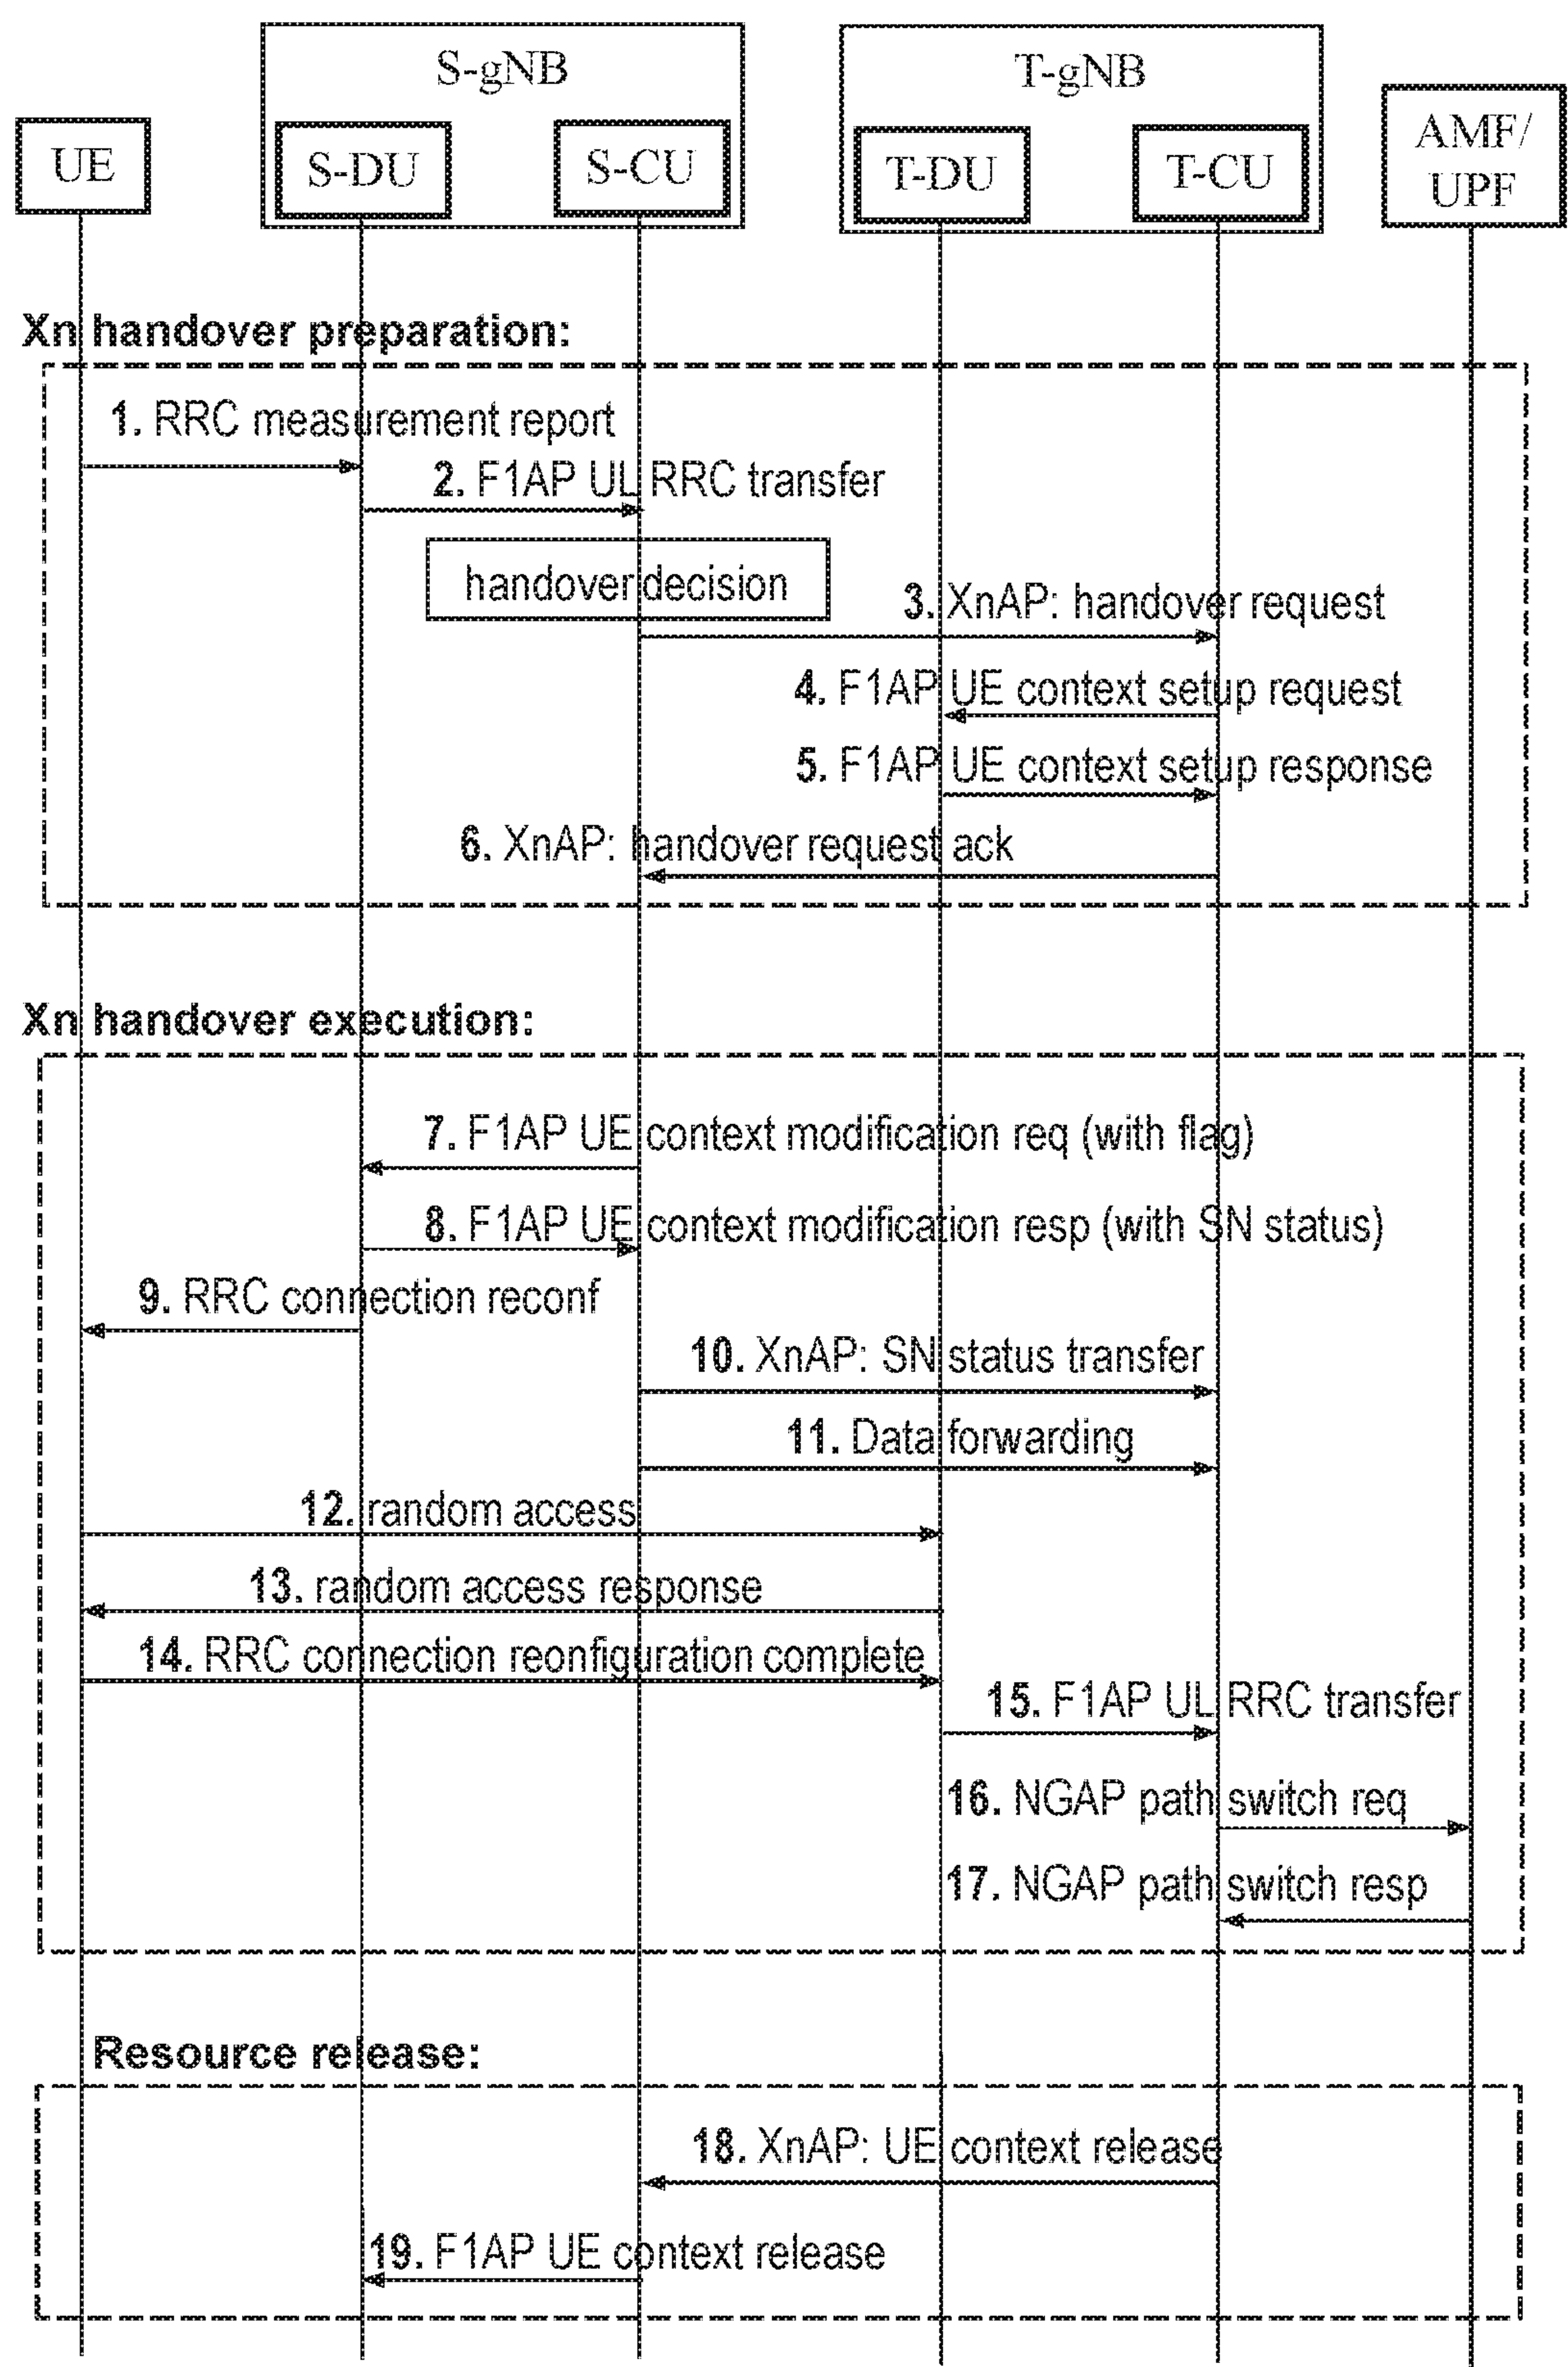 S-gNB
T-gNB
UE
S-DU
S-CU
T-DU
T-CU
AMF/
UPF
Xn handover preparation:
1. RRC measurement report
2. F1AP UL RRC transfer
handover decision
3. XnAP: handover request
4. F1AP UE context setup request
5. F1AP UE context setup response
6. XnAP: handover request ack
Xn handover execution:
7. F1AP UE context modification req (with flag)
8. F1AP UE context modification resp (with SN status)
9. RRC connection reconf
10. XnAP: SN status transfer
11. Data forwarding
12. random access
13. random access response
14. RRC connection reonfiguration complete
15. F1AP UL RRC transfer
16. NGAP path switch req
17. NGAP path switch resp
Resource release:
18. XnAP: UE context release
19. F1AP UE context release